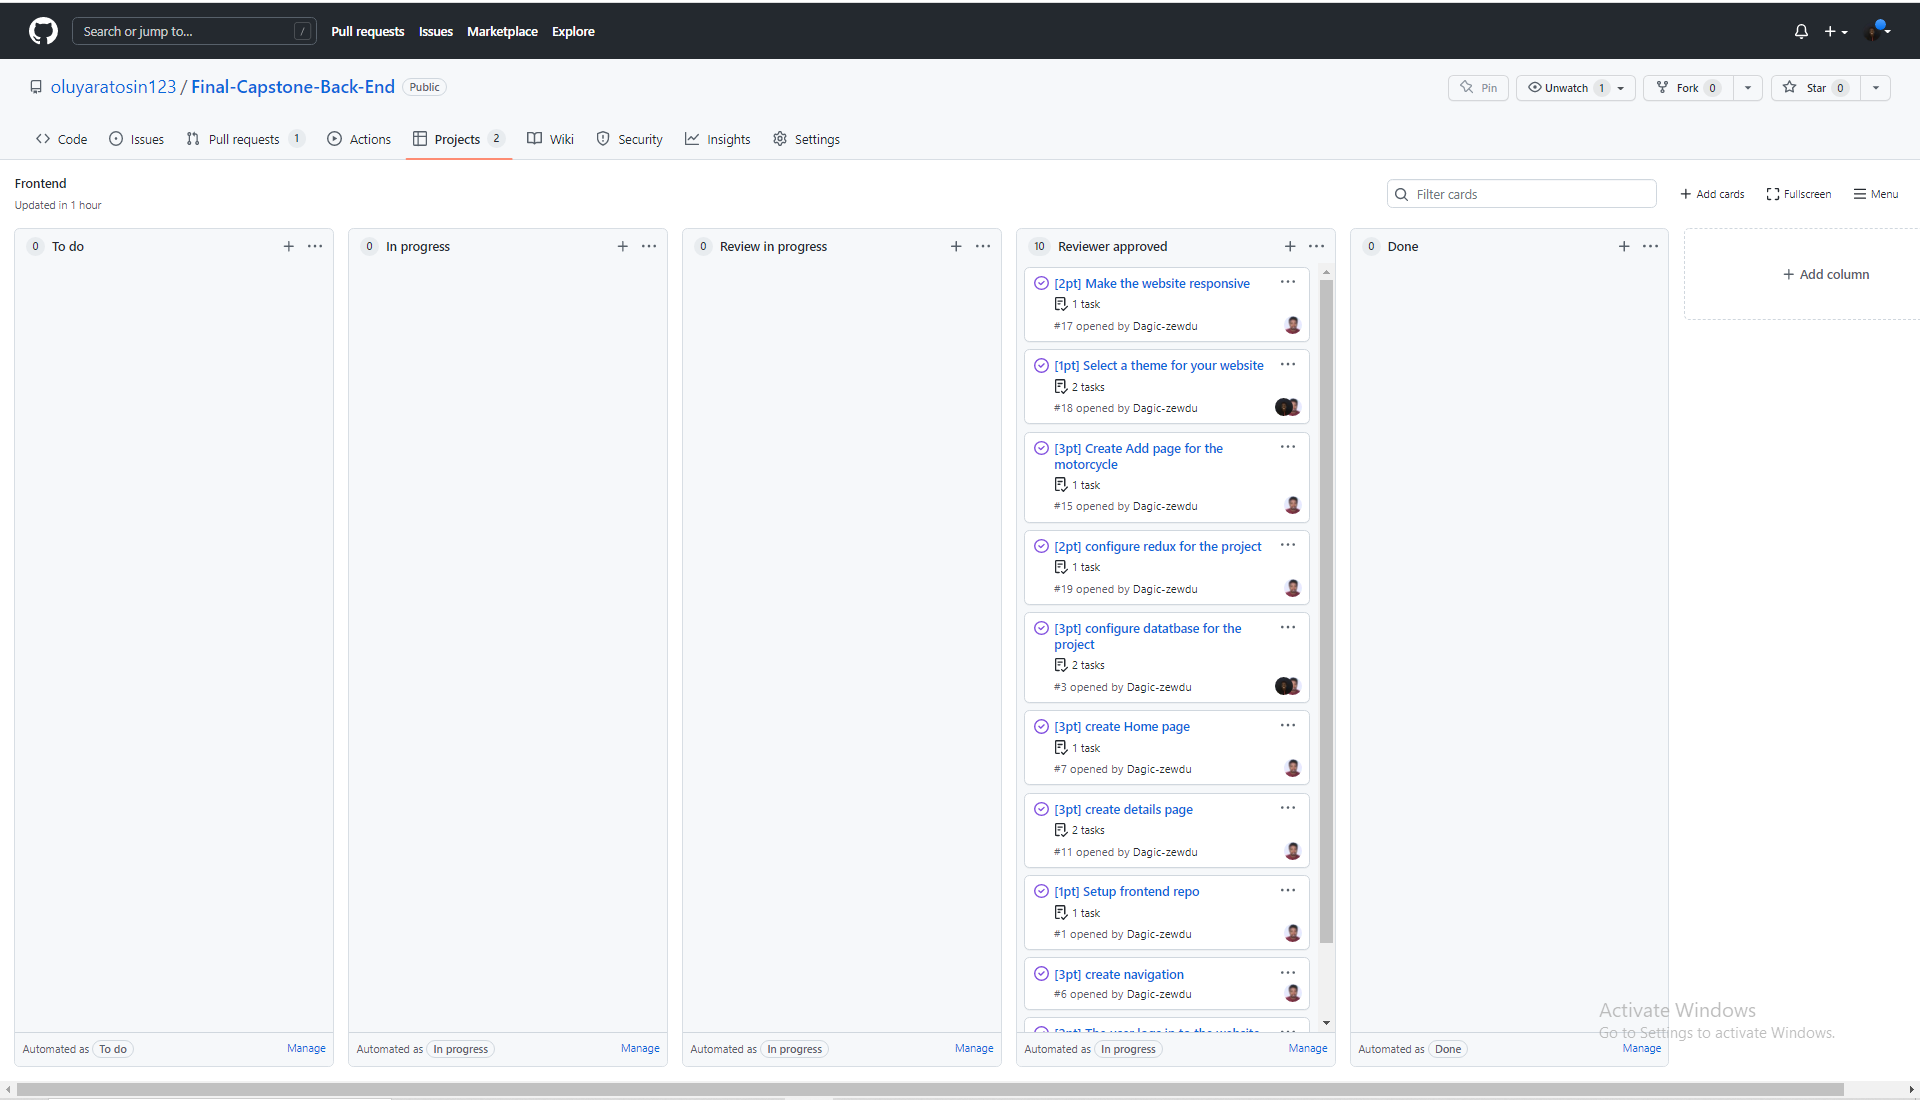 Search or jump to... /
Pull requests Issues Marketplace Explore
oluyaratosin123 / Final-Capstone-Back-End Public
Pin Unwatch 1 Fork 0 Star 0
Code Issues Pull requests 1 Actions Projects 2 Wiki Security Insights Settings
Frontend
Updated in 1 hour
Filter cards
Add cards Fullscreen Menu
0 To do
Automated as To do Manage
0 In progress
Automated as In progress Manage
0 Review in progress
Automated as In progress Manage
10 Reviewer approved
[2pt] Make the website responsive
1 task
#17 opened by Dagic-zewdu
[1pt] Select a theme for your website
2 tasks
#18 opened by Dagic-zewdu
[3pt] Create Add page for the
motorcycle
1 task
#15 opened by Dagic-zewdu
[2pt] configure redux for the project
1 task
#19 opened by Dagic-zewdu
[3pt] configure datatbase for the
project
2 tasks
#3 opened by Dagic-zewdu
[3pt] create Home page
1 task
#7 opened by Dagic-zewdu
[3pt] create details page
2 tasks
#11 opened by Dagic-zewdu
[1pt] Setup frontend repo
1 task
#1 opened by Dagic-zewdu
[3pt] create navigation
#6 opened by Dagic-zewdu
The user logs in to the website
Automated as In progress Manage
0 Done
Automated as Done Manage
Add column
Activate Windows
Go to Settings to activate Windows.